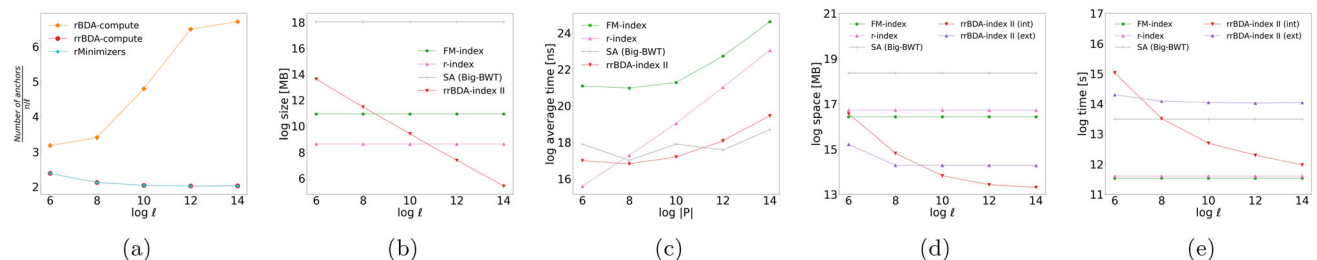 Number of anchors
n/ℓ
6
5
4
3
2
6 8 10 12 14
log ℓ
rBDA-compute
rrBDA-compute
rMinimizers
(a)
log size [MB]
18
16
14
12
10
8
6
6 8 10 12 14
log ℓ
FM-index
r-index
SA (Big-BWT)
rrBDA-index II
(b)
log average time [ns]
24
22
20
18
16
6 8 10 12 14
log |P|
FM-index
r-index
SA (Big-BWT)
rrBDA-index II
(c)
log space [MB]
21
19
17
15
13
6 8 10 12 14
log ℓ
FM-index
r-index
SA (Big-BWT)
rrBDA-index II (int)
rrBDA-index II (ext)
(d)
log time [s]
17
16
15
14
13
12
11
6 8 10 12 14
log ℓ
FM-index
r-index
SA (Big-BWT)
rrBDA-index II (int)
rrBDA-index II (ext)
(e)